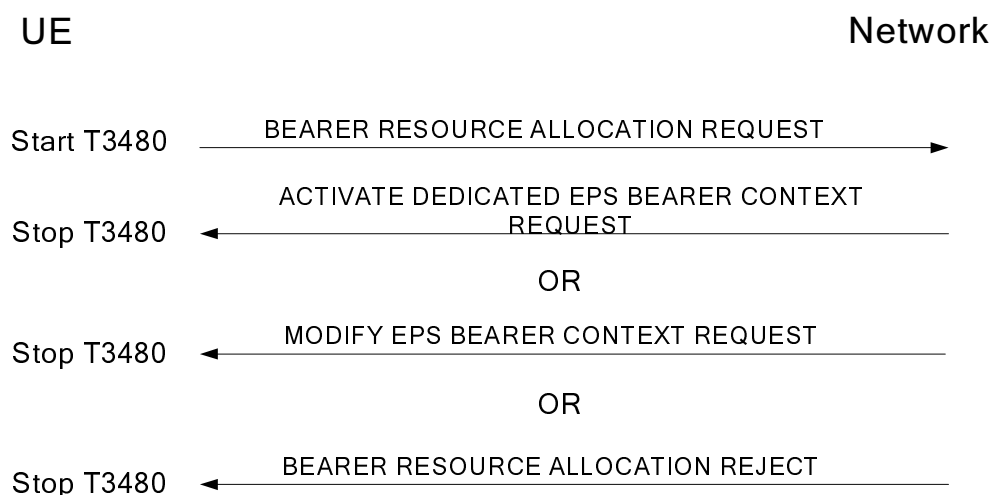 UE Network
Start T3480 BEARER RESOURCE ALLOCATION REQUEST
ACTIVATE DEDICATED EPS BEARER CONTEXT
Stop T3480 REQUEST
OR
MODIFY EPS BEARER CONTEXT REQUEST
Stop T3480
OR
BEARER RESOURCE ALLOCATION REJECT
Stop T3480